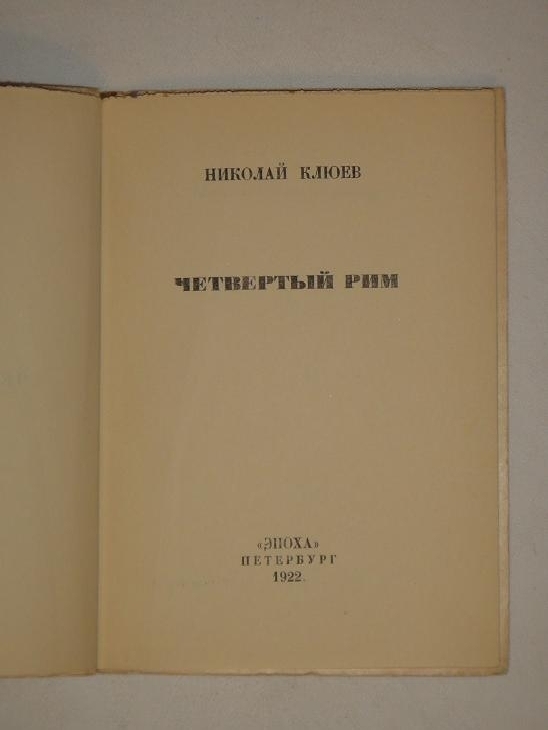 НИКОЛАЙ КЛЮЕВ
ЧЕТВЕРТЫЙ РИМ
«ЭПОХА»
ПЕТЕРБУРГ
1922.